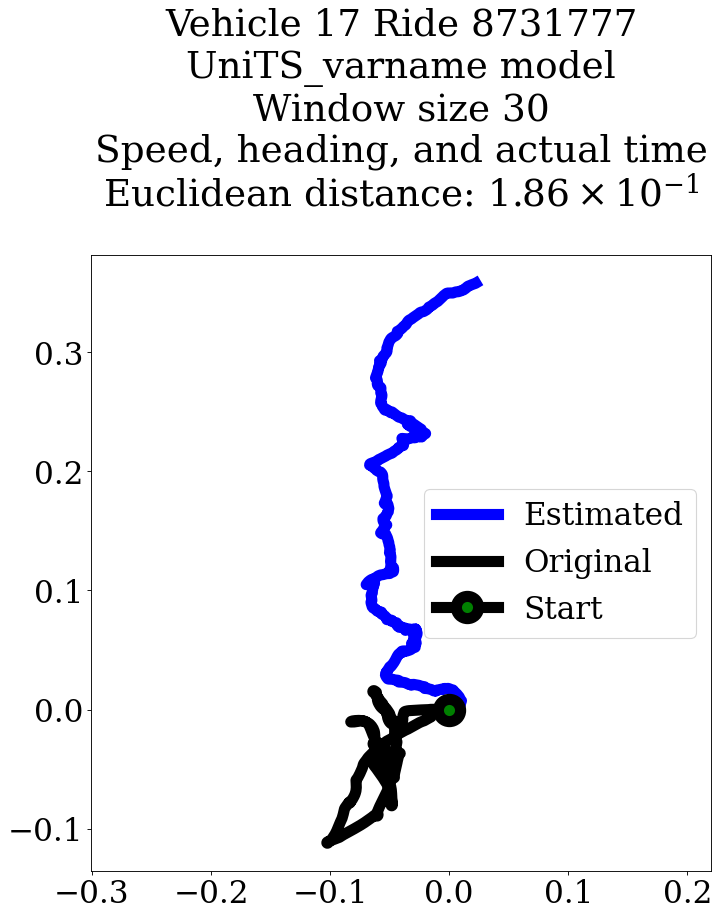 Vehicle 17 Ride 8731777
UniTS_varname model
Window size 30
Speed, heading, and actual time
Euclidean distance: 1.86 × 10⁻¹
0.3
0.2
0.1
0.0
−0.1
Estimated
Original
Start
−0.3 −0.2 −0.1 0.0 0.1 0.2